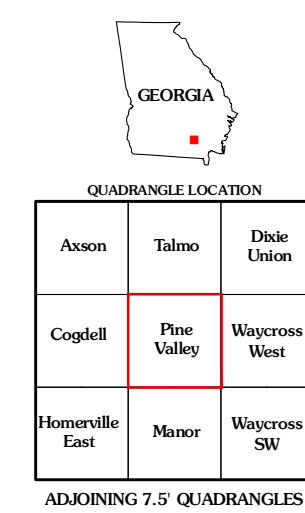 GEORGIA
QUADRANGLE LOCATION
Axson
Talmo
Dixie
Union
Cogdell
Pine
Valley
Waycross
West
Homerville
East
Manor
Waycross
SW
ADJOINING 7.5' QUADRANGLES